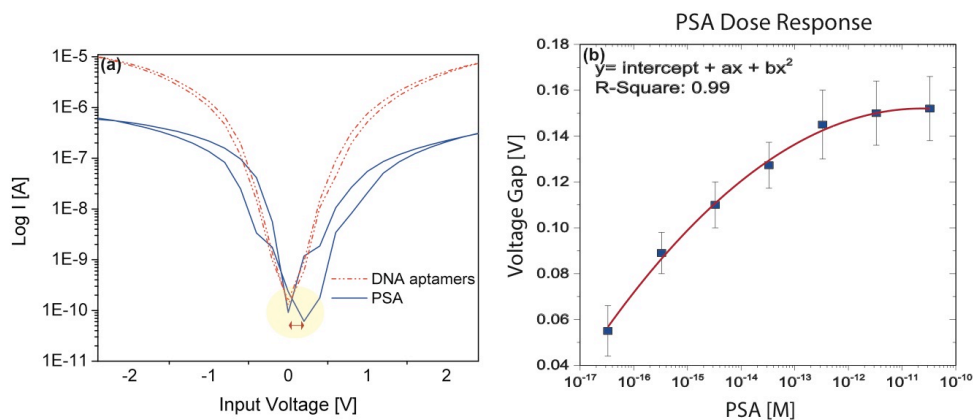 (a)
1E-5
1E-6
1E-7
1E-8
1E-9
1E-10
1E-11
Log I [A]
DNA aptamers
PSA
-2 -1 0 1 2
Input Voltage [V]
PSA Dose Response
(b)
y= intercept + ax + bx²
R-Square: 0.99
0.18
0.16
0.14
0.12
0.10
0.08
0.06
0.04
Voltage Gap [V]
10⁻¹⁷ 10⁻¹⁶ 10⁻¹⁵ 10⁻¹⁴ 10⁻¹³ 10⁻¹² 10⁻¹¹ 10⁻¹⁰
PSA [M]